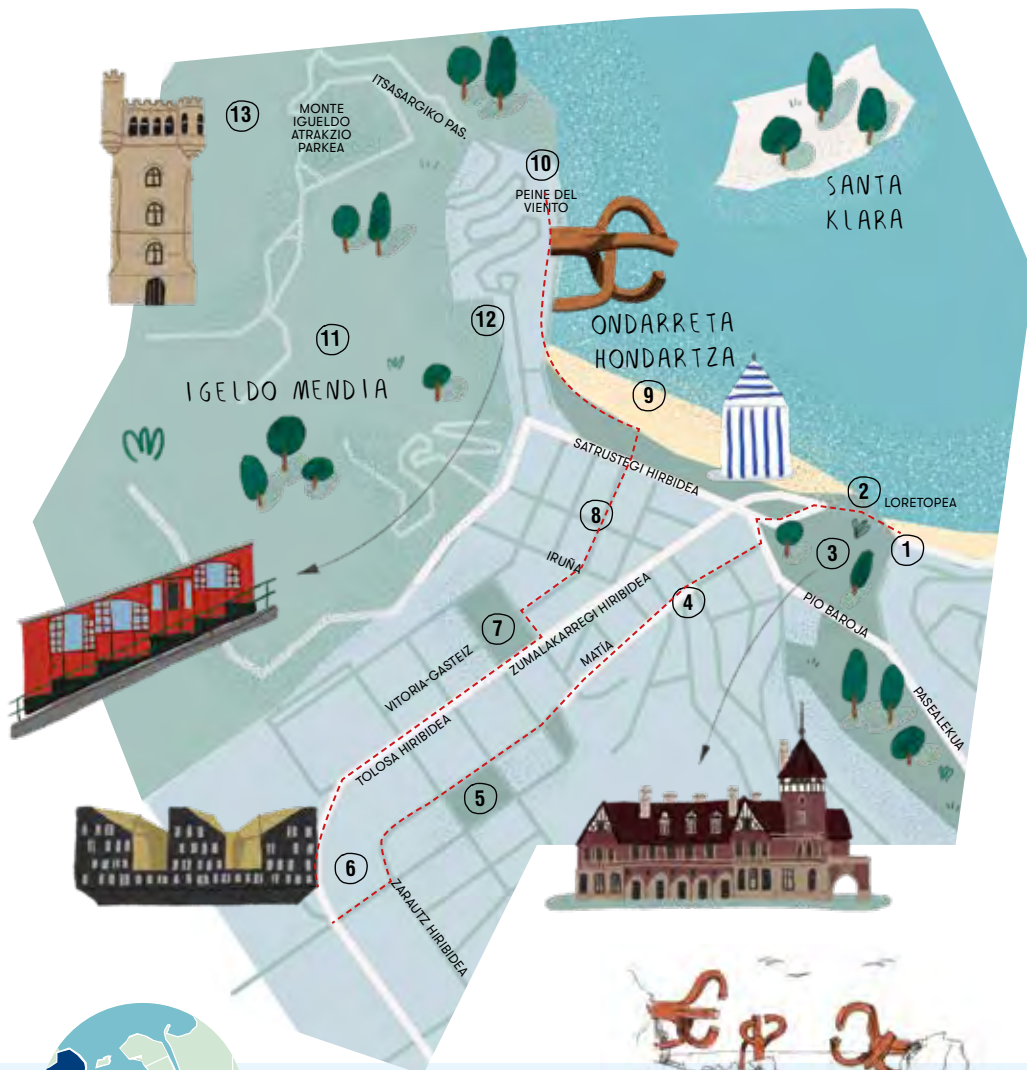 13
MONTE
IGUELDO
ATRAKZIO
PARKEA
ITSASARGIKO PAS.
10
PEINE DEL
VIENTO
SANTA
KLARA
12
11
IGELDO MENDIA
ONDARRETA
HONDARTZA
9
SATRUSTEGI HIRBIDEA
2
LORETOPEA
1
3
8
IRUÑA
4
PIO BAROJA
PASEALEKUA
7
ZUMALAKARREGI HIRIBIDEA
MATÍA
VITORIA-GASTEIZ
TOLOSA HIRIBIDEA
5
6
ZARAUTZ HIRIBIDEA